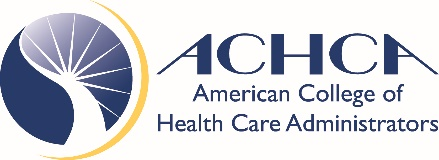 ACHCA
American College of
Health Care Administrators